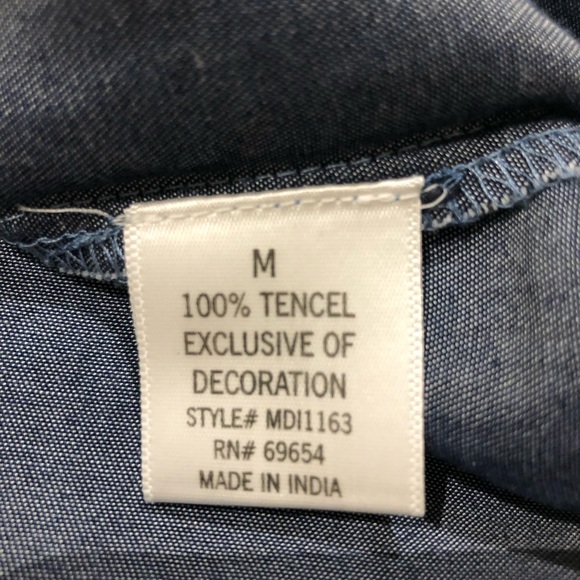 M
100% TENCEL
EXCLUSIVE OF
DECORATION
STYLE# MDI1163
RN# 69654
MADE IN INDIA